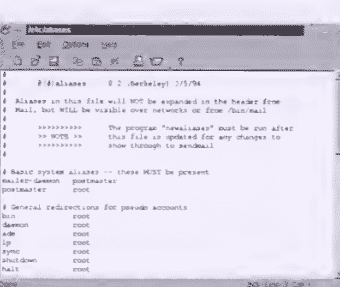 /etc/aliases
File Edit Options Help
#
# @(#)aliases 8.2 (Berkeley) 3/5/94
#
# Aliases in this file will NOT be expanded in the header from
# Mail, but WILL be visible over networks or from /bin/mail
#
# >>>>>>>>>> The program "newaliases" must be run after
# >> NOTE >> this file is updated for any changes to
# >>>>>>>>>> show through to sendmail
#
# Basic system aliases -- these MUST be present
mailer-daemon postmaster
postmaster root
# General redirections for pseudo accounts
bin root
daemon root
adm root
lp root
sync root
shutdown root
halt root
Done